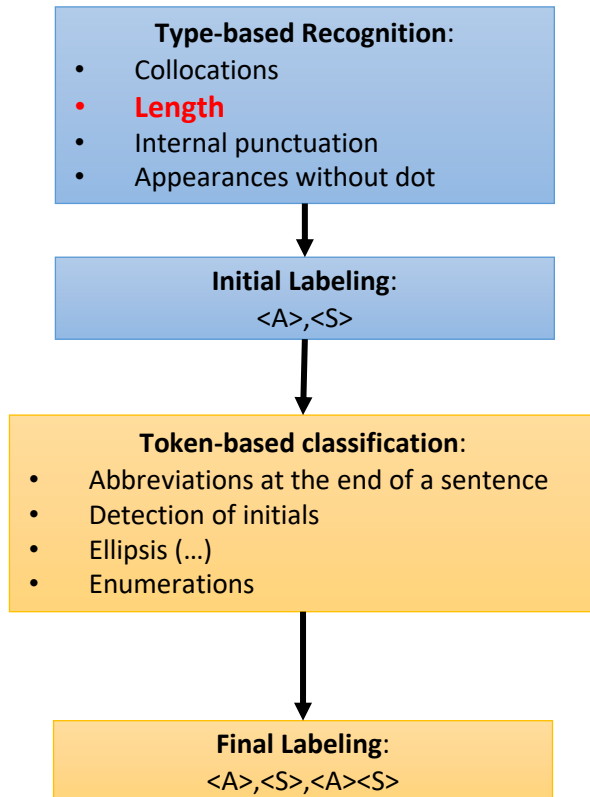 Type-based Recognition:
• Collocations
• Length
• Internal punctuation
• Appearances without dot
Initial Labeling:
<A>,<S>
Token-based classification:
• Abbreviations at the end of a sentence
• Detection of initials
• Ellipsis (…)
• Enumerations
Final Labeling:
<A>,<S>,<A><S>